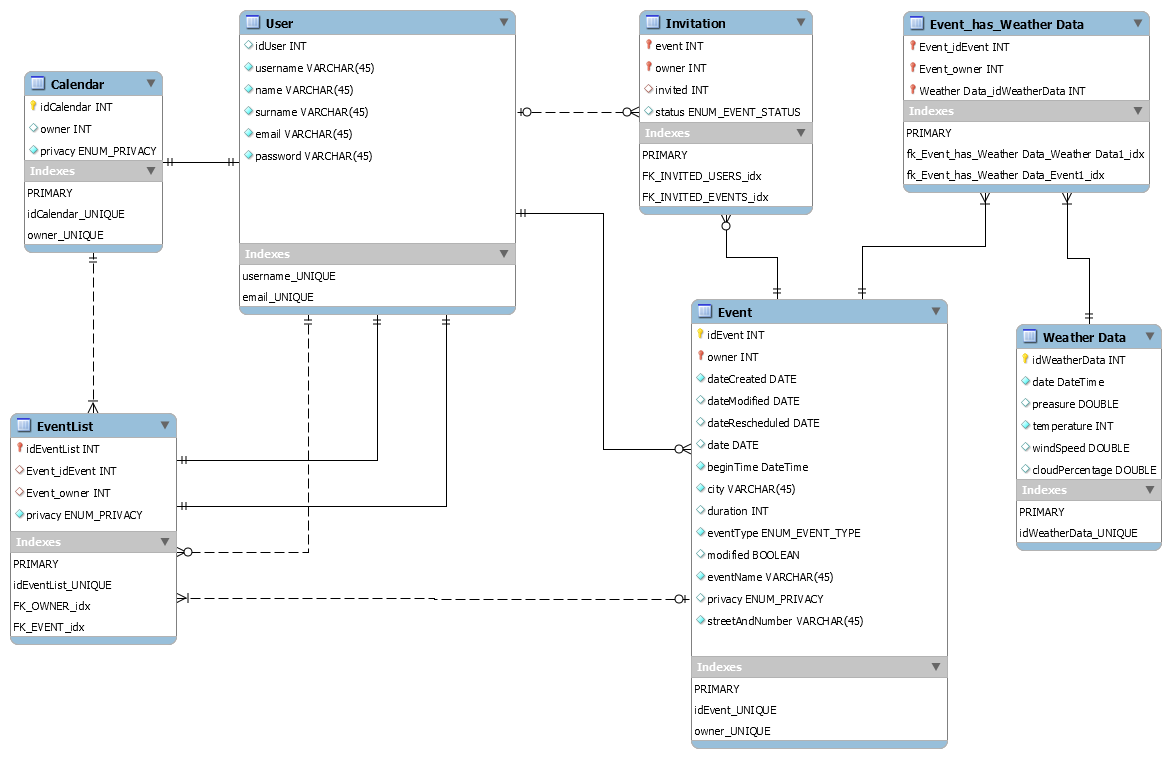 User
idUser INT
username VARCHAR(45)
name VARCHAR(45)
surname VARCHAR(45)
email VARCHAR(45)
password VARCHAR(45)
Indexes
username_UNIQUE
email_UNIQUE
Invitation
event INT
owner INT
invited INT
status ENUM_EVENT_STATUS
Indexes
PRIMARY
FK_INVITED_USERS_idx
FK_INVITED_EVENTS_idx
Event_has_Weather Data
Event_idEvent INT
Event_owner INT
Weather Data_idWeatherData INT
Indexes
PRIMARY
fk_Event_has_Weather Data_Weather Data1_idx
fk_Event_has_Weather Data_Event1_idx
Calendar
idCalendar INT
owner INT
privacy ENUM_PRIVACY
Indexes
PRIMARY
idCalendar_UNIQUE
owner_UNIQUE
Event
idEvent INT
owner INT
dateCreated DATE
dateModified DATE
dateRescheduled DATE
date DATE
beginTime DateTime
city VARCHAR(45)
duration INT
eventType ENUM_EVENT_TYPE
modified BOOLEAN
eventName VARCHAR(45)
privacy ENUM_PRIVACY
streetAndNumber VARCHAR(45)
Indexes
PRIMARY
idEvent_UNIQUE
owner_UNIQUE
Weather Data
idWeatherData INT
date DateTime
preasure DOUBLE
temperature INT
windSpeed DOUBLE
cloudPercentage DOUBLE
Indexes
PRIMARY
idWeatherData_UNIQUE
EventList
idEventList INT
Event_idEvent INT
Event_owner INT
privacy ENUM_PRIVACY
Indexes
PRIMARY
idEventList_UNIQUE
FK_OWNER_idx
FK_EVENT_idx